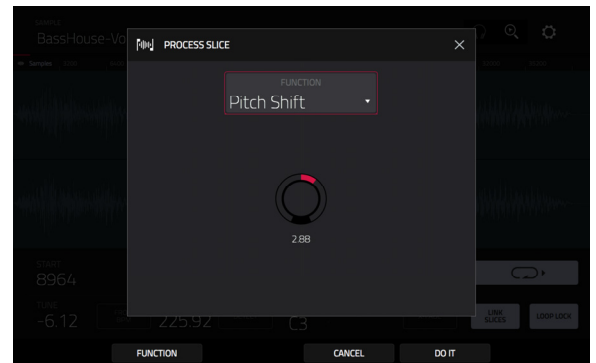 SAMPLE
BassHouse-Vo
PROCESS SLICE
Samples
FUNCTION
Pitch Shift
2.88
START
8964
TUNE
-6.12
225.92
C3
LINK
SLICES
LOOP LOCK
FUNCTION
CANCEL
DO IT